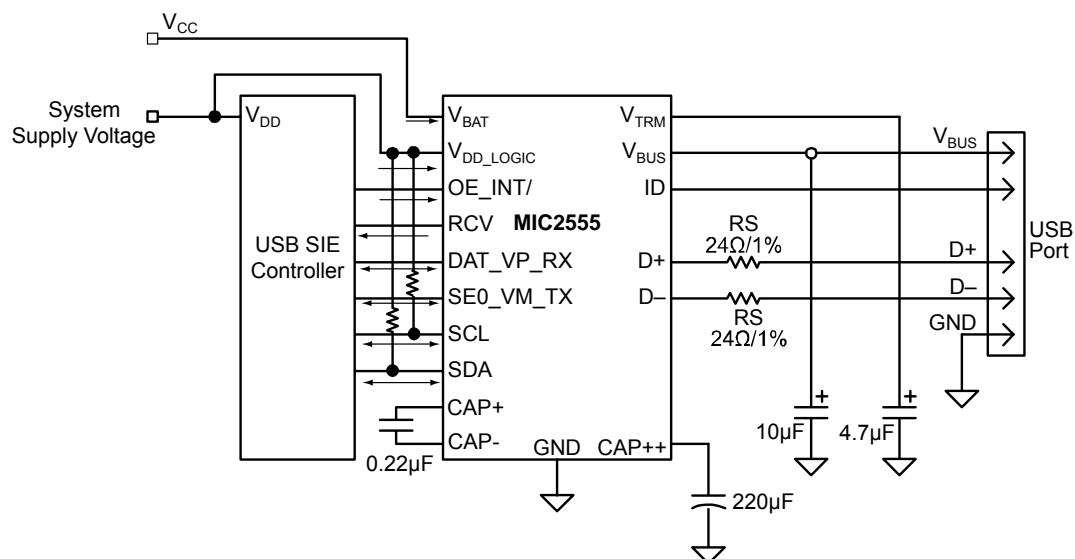 VCC
System
Supply Voltage
VDD
USB SIE
Controller
VBAT
VDD_LOGIC
OE_INT/
RCV
MIC2555
DAT_VP_RX
SE0_VM_TX
SCL
SDA
CAP+
CAP-
0.22µF
GND
CAP++
VTRM
VBUS
ID
D+
D–
RS
24Ω/1%
RS
24Ω/1%
VBUS
D+
D–
GND
USB
Port
10µF
+
4.7µF
+
220µF